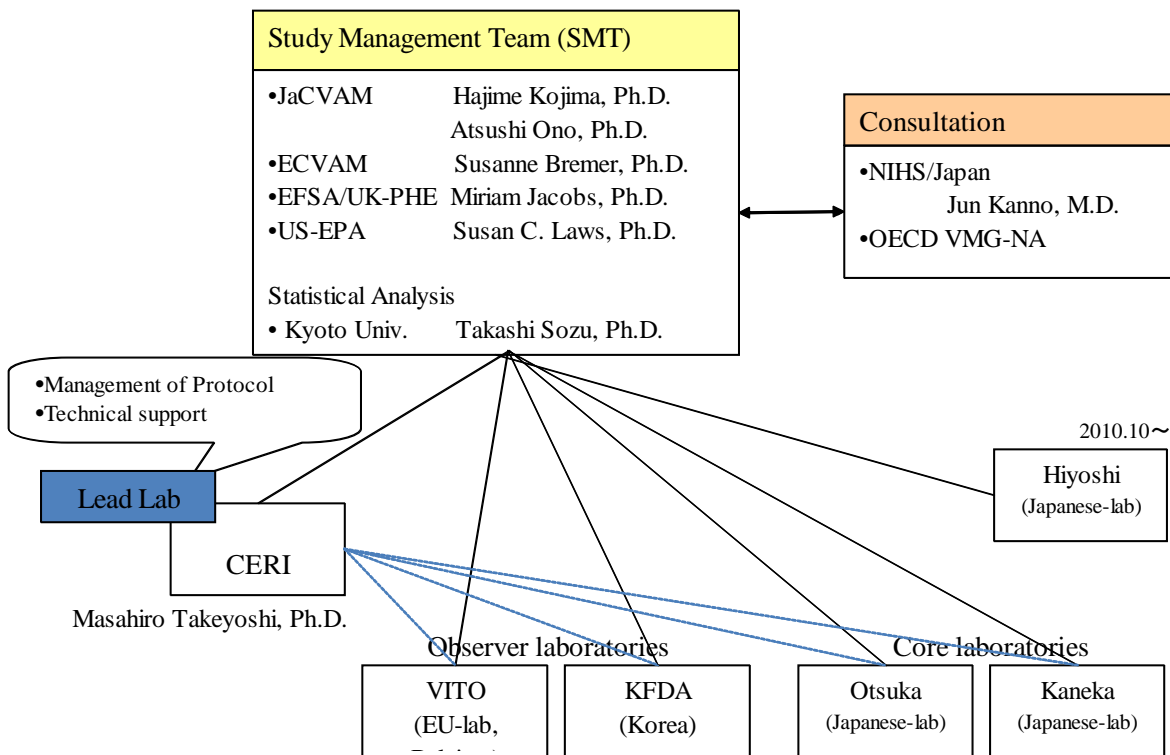 Study Management Team (SMT)
•JaCVAM Hajime Kojima, Ph.D.
Atsushi Ono, Ph.D.
•ECVAM Susanne Bremer, Ph.D.
•EFSA/UK-PHE Miriam Jacobs, Ph.D.
•US-EPA Susan C. Laws, Ph.D.
Statistical Analysis
• Kyoto Univ. Takashi Sozu, Ph.D.
Consultation
•NIHS/Japan
Jun Kanno, M.D.
•OECD VMG-NA
•Management of Protocol
•Technical support
Lead Lab
CERI
Masahiro Takeyoshi, Ph.D.
2010.10～
Hiyoshi
(Japanese-lab)
Observer laboratories
VITO
(EU-lab,
KFDA
(Korea)
Core laboratories
Otsuka
(Japanese-lab)
Kaneka
(Japanese-lab)